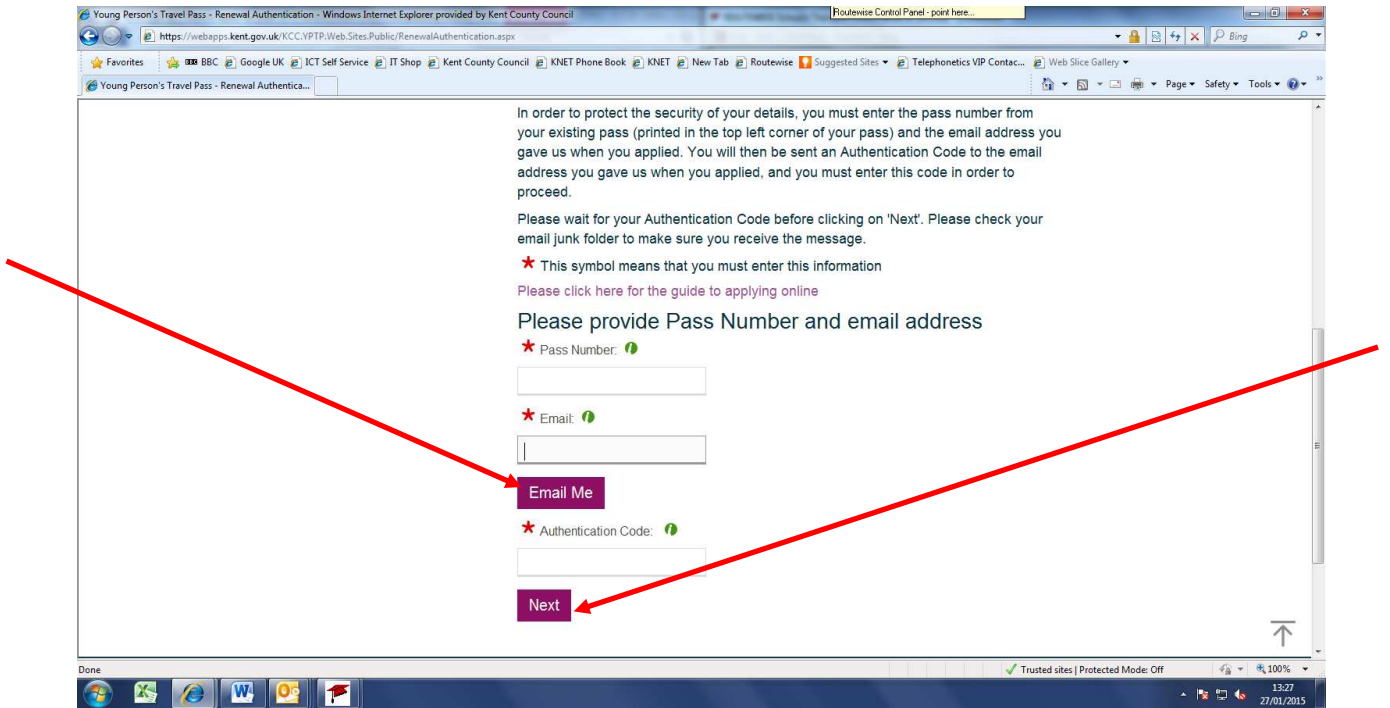 Young Person's Travel Pass - Renewal Authentication - Windows Internet Explorer provided by Kent County Council
Routewise Control Panel - point here...
https://webapps.kent.gov.uk/KCC.YPTP.Web.Sites.Public/RenewalAuthentication.aspx
Bing
Favorites BBC Google UK ICT Self Service IT Shop Kent County Council KNET Phone Book KNET New Tab Routewise Suggested Sites Telephonetics VIP Contac... Web Slice Gallery
Young Person's Travel Pass - Renewal Authentica...
Page Safety Tools
In order to protect the security of your details, you must enter the pass number from
your existing pass (printed in the top left corner of your pass) and the email address you
gave us when you applied. You will then be sent an Authentication Code to the email
address you gave us when you applied, and you must enter this code in order to
proceed.
Please wait for your Authentication Code before clicking on 'Next'. Please check your
email junk folder to make sure you receive the message.
* This symbol means that you must enter this information
Please click here for the guide to applying online
Please provide Pass Number and email address
* Pass Number:
* Email:
Email Me
* Authentication Code:
Next
Done
Trusted sites | Protected Mode: Off
100%
13:27
27/01/2015